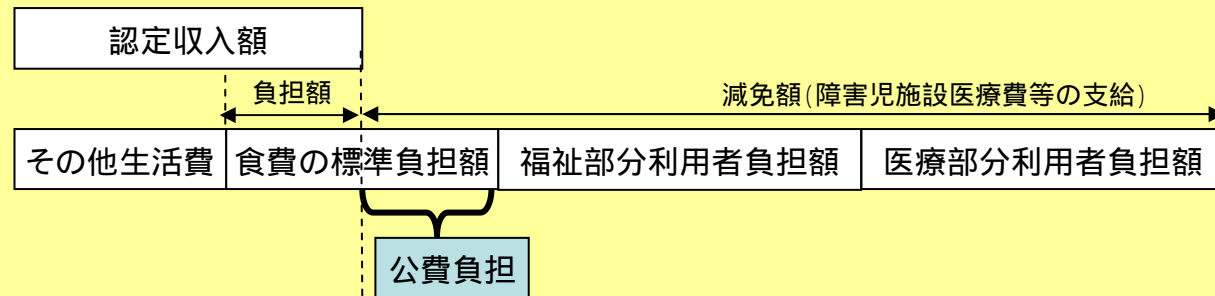 認定収入額
負担額
減免額(障害児施設医療費等の支給)
その他生活費
食費の標準負担額
福祉部分利用者負担額
医療部分利用者負担額
公費負担